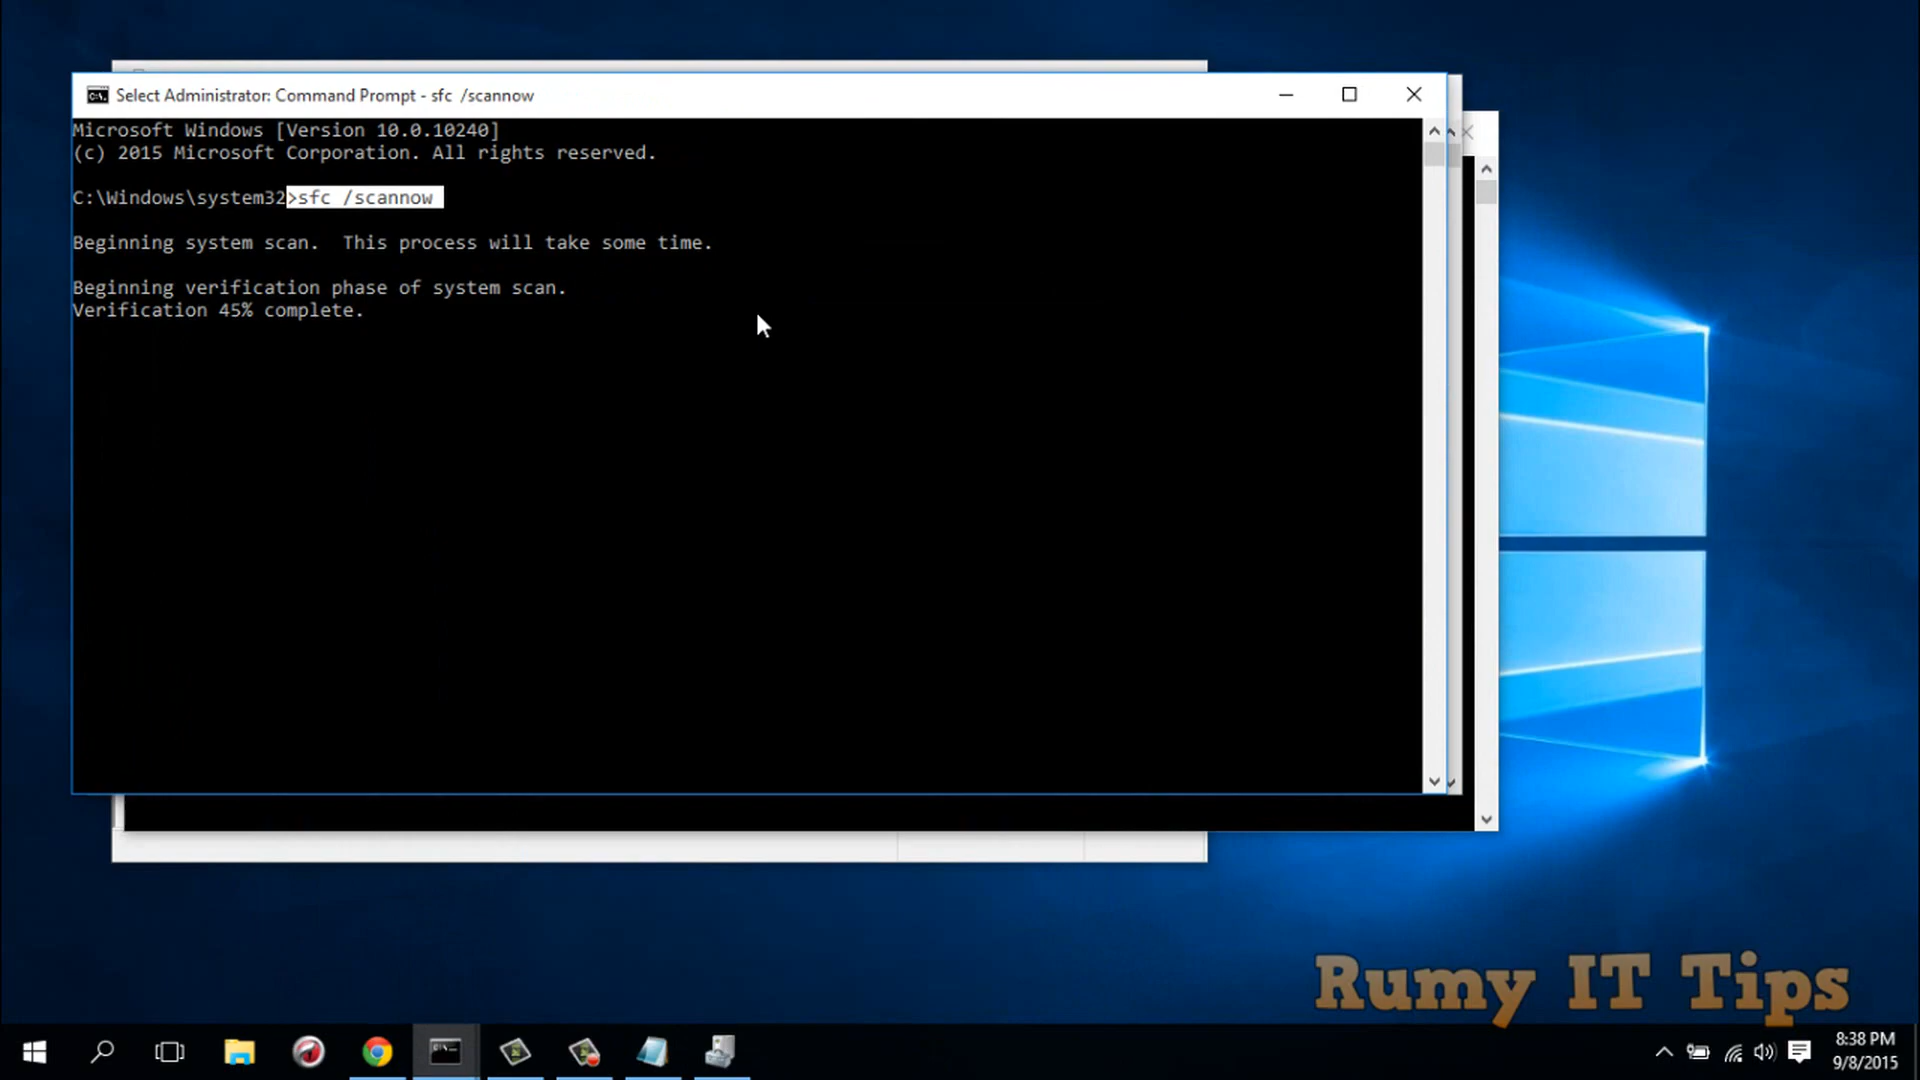 Select Administrator: Command Prompt - sfc  /scannow
Microsoft Windows [Version 10.0.10240]
(c) 2015 Microsoft Corporation. All rights reserved.
C:\Windows\system32>sfc /scannow
Beginning system scan.  This process will take some time.
Beginning verification phase of system scan.
Verification 45% complete.
Rumy IT Tips
8:38 PM
9/8/2015